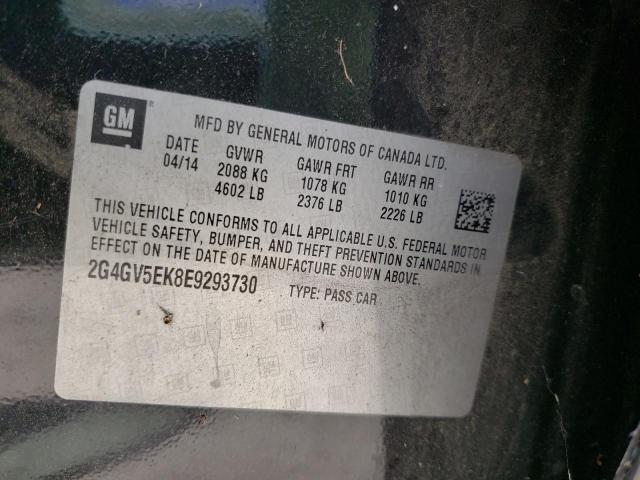 GM
MFD BY GENERAL MOTORS OF CANADA LTD.
DATE GVWR GAWR FRT GAWR RR
04/14 2088 KG 1078 KG 1010 KG
4602 LB 2376 LB 2226 LB
THIS VEHICLE CONFORMS TO ALL APPLICABLE U.S. FEDERAL MOTOR
VEHICLE SAFETY, BUMPER, AND THEFT PREVENTION STANDARDS IN
EFFECT ON THE DATE OF MANUFACTURE SHOWN ABOVE.
2G4GV5EK8E9293730 TYPE: PASS CAR